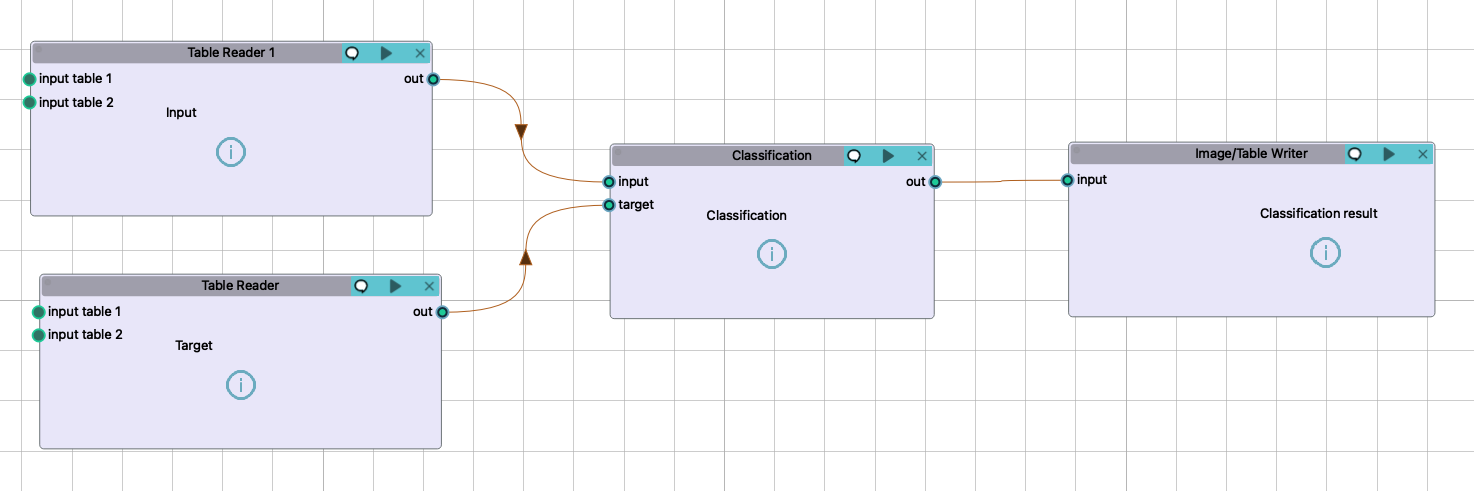 Table Reader 1
input table 1
out
input table 2
Input
Classification
input
out
target
Classification
Image/Table Writer
input
Classification result
Table Reader
input table 1
out
input table 2
Target